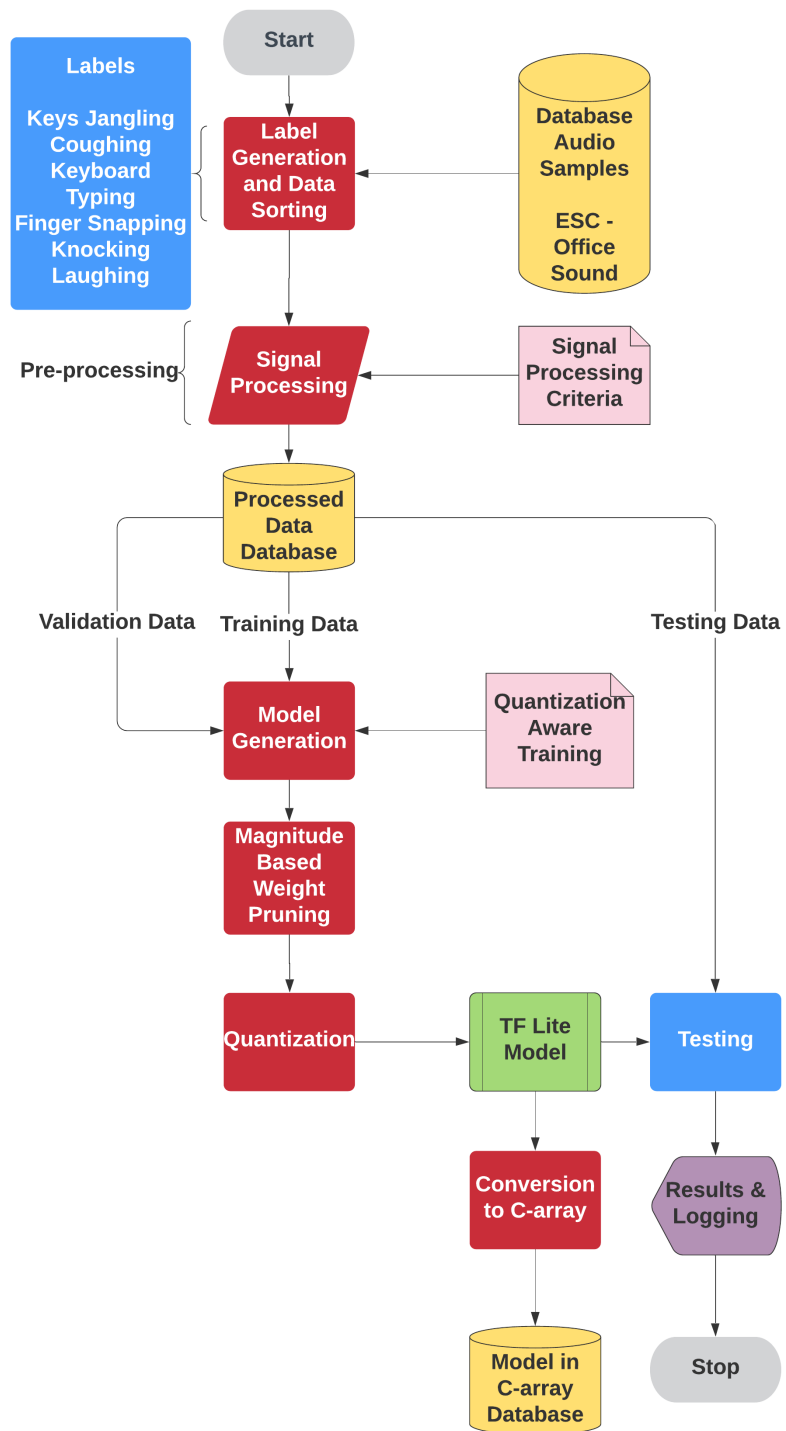 Start
Labels
Keys Jangling
Coughing
Keyboard
Typing
Finger Snapping
Knocking
Laughing
Label
Generation
and Data
Sorting
Database
Audio
Samples
ESC -
Office
Sound
Pre-processing
Signal
Processing
Signal
Processing
Criteria
Processed
Data
Database
Validation Data
Training Data
Testing Data
Model
Generation
Quantization
Aware
Training
Magnitude
Based
Weight
Pruning
Quantization
TF Lite
Model
Testing
Conversion
to C-array
Results &
Logging
Model in
C-array
Database
Stop